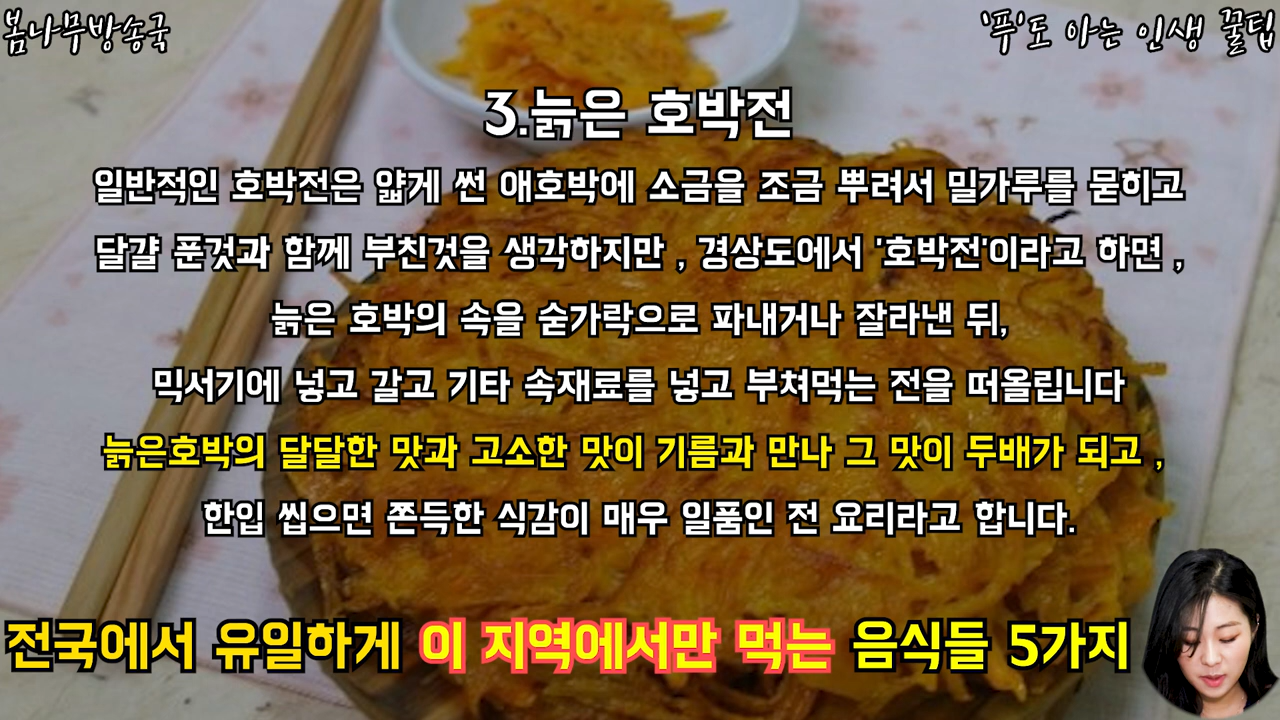 봄나무방송국
'푸'도 아는 인생 꿀팁
3.늙은 호박전
일반적인 호박전은 얇게 썬 애호박에 소금을 조금 뿌려서 밀가루를 묻히고
달걀 푼것과 함께 부친것을 생각하지만 , 경상도에서 '호박전'이라고 하면 ,
늙은 호박의 속을 숟가락으로 파내거나 잘라낸 뒤,
믹서기에 넣고 갈고 기타 속재료를 넣고 부쳐먹는 전을 떠올립니다
늙은호박의 달달한 맛과 고소한 맛이 기름과 만나 그 맛이 두배가 되고 ,
한입 씹으면 쫀득한 식감이 매우 일품인 전 요리라고 합니다.
전국에서 유일하게 이 지역에서만 먹는 음식들 5가지